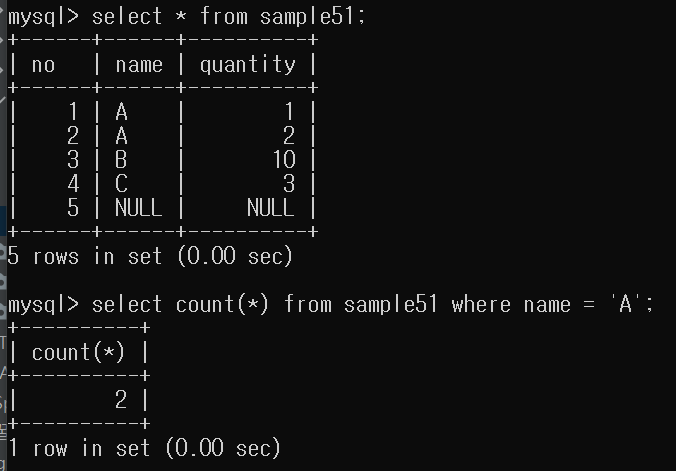 mysql> select * from sample51;
+------+------+----------+
| no   | name | quantity |
+------+------+----------+
|    1 | A    |        1 |
|    2 | A    |        2 |
|    3 | B    |       10 |
|    4 | C    |        3 |
|    5 | NULL |     NULL |
+------+------+----------+
5 rows in set (0.00 sec)
mysql> select count(*) from sample51 where name = 'A';
+----------+
| count(*) |
+----------+
|        2 |
+----------+
1 row in set (0.00 sec)